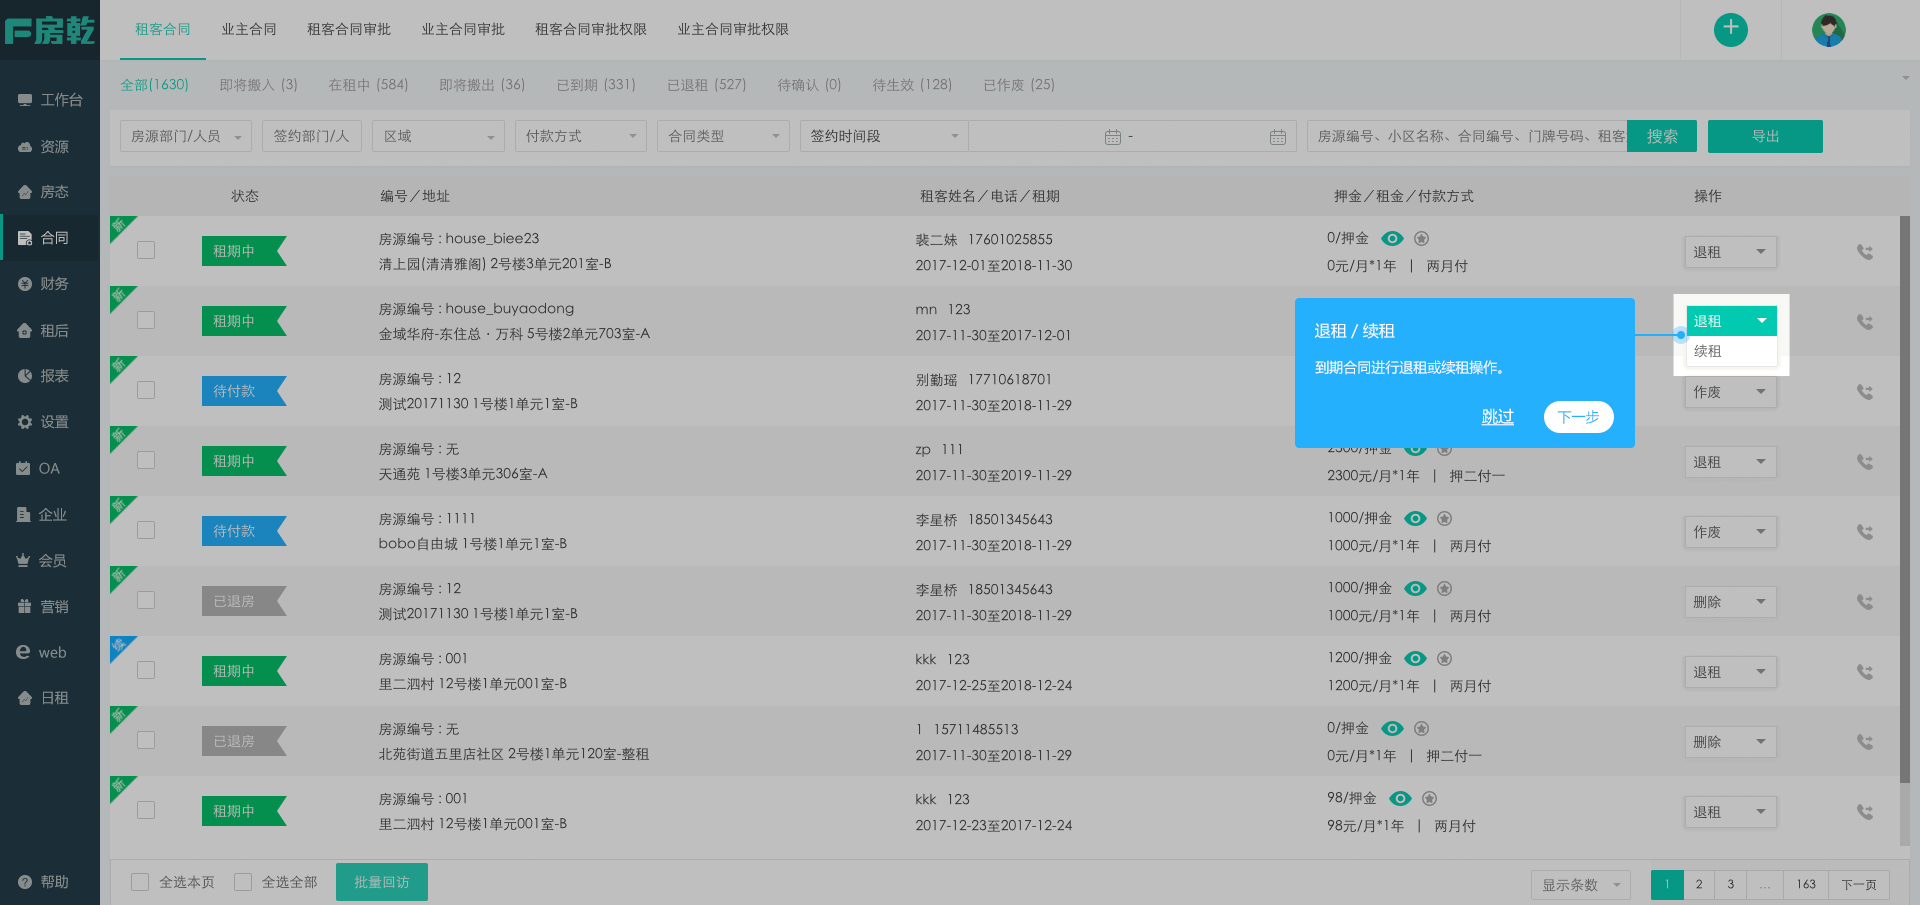 房乾
租客合同 业主合同 租客合同审批 业主合同审批 租客合同审批权限 业主合同审批权限
全部(1630) 即将搬入 (3) 在租中 (584) 即将搬出 (36) 已到期 (331) 已退租 (527) 待确认 (0) 待生效 (128) 已作废 (25)
工作台
资源
房态
合同
财务
租后
报表
设置
OA
企业
会员
营销
web
日租
帮助
房源部门/人员 签约部门/人 区域 付款方式 合同类型 签约时间段 - 房源编号、小区名称、合同编号、门牌号码、租客 搜索 导出
状态 编号／地址 租客姓名／电话／租期 押金／租金／付款方式 操作
新 租期中 房源编号 : house_biee23 裴二妹 17601025855 0/押金 退租
清上园(清清雅阁) 2号楼3单元201室-B 2017-12-01至2018-11-30 0元/月*1年 | 两月付
新 租期中 房源编号 : house_buyaodong mn 123 退租
金域华府-东住总·万科 5号楼2单元703室-A 2017-11-30至2017-12-01 续租
退租 / 续租
到期合同进行退租或续租操作。
跳过 下一步
新 待付款 房源编号 : 12 别勤瑶 17710618701 作废
测试20171130 1号楼1单元1室-B 2017-11-30至2018-11-29
新 租期中 房源编号 : 无 zp 111 2300/押金 退租
天通苑 1号楼3单元306室-A 2017-11-30至2019-11-29 2300元/月*1年 | 押二付一
新 待付款 房源编号 : 1111 李星桥 18501345643 1000/押金 作废
bobo自由城 1号楼1单元1室-B 2017-11-30至2018-11-29 1000元/月*1年 | 两月付
新 已退房 房源编号 : 12 李星桥 18501345643 1000/押金 删除
测试20171130 1号楼1单元1室-B 2017-11-30至2018-11-29 1000元/月*1年 | 两月付
续 租期中 房源编号 : 001 kkk 123 1200/押金 退租
里二泗村 12号楼1单元001室-B 2017-12-25至2018-12-24 1200元/月*1年 | 两月付
新 已退房 房源编号 : 无 1 15711485513 0/押金 删除
北苑街道五里店社区 2号楼1单元120室-整租 2017-11-30至2018-11-29 0元/月*1年 | 押二付一
新 租期中 房源编号 : 001 kkk 123 98/押金 退租
里二泗村 12号楼1单元001室-B 2017-12-23至2017-12-24 98元/月*1年 | 两月付
全选本页 全选全部 批量回访 显示条数 1 2 3 ... 163 下一页